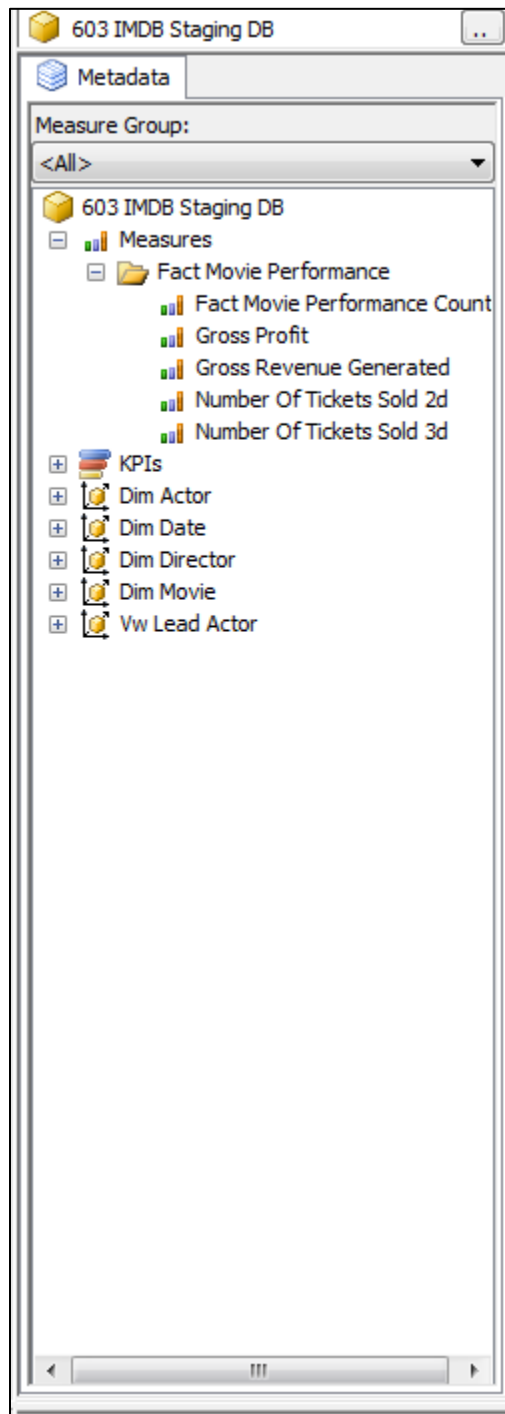 603 IMDB Staging DB
..
Metadata
Measure Group:
<All>
603 IMDB Staging DB
Measures
Fact Movie Performance
Fact Movie Performance Count
Gross Profit
Gross Revenue Generated
Number Of Tickets Sold 2d
Number Of Tickets Sold 3d
KPIs
Dim Actor
Dim Date
Dim Director
Dim Movie
Vw Lead Actor